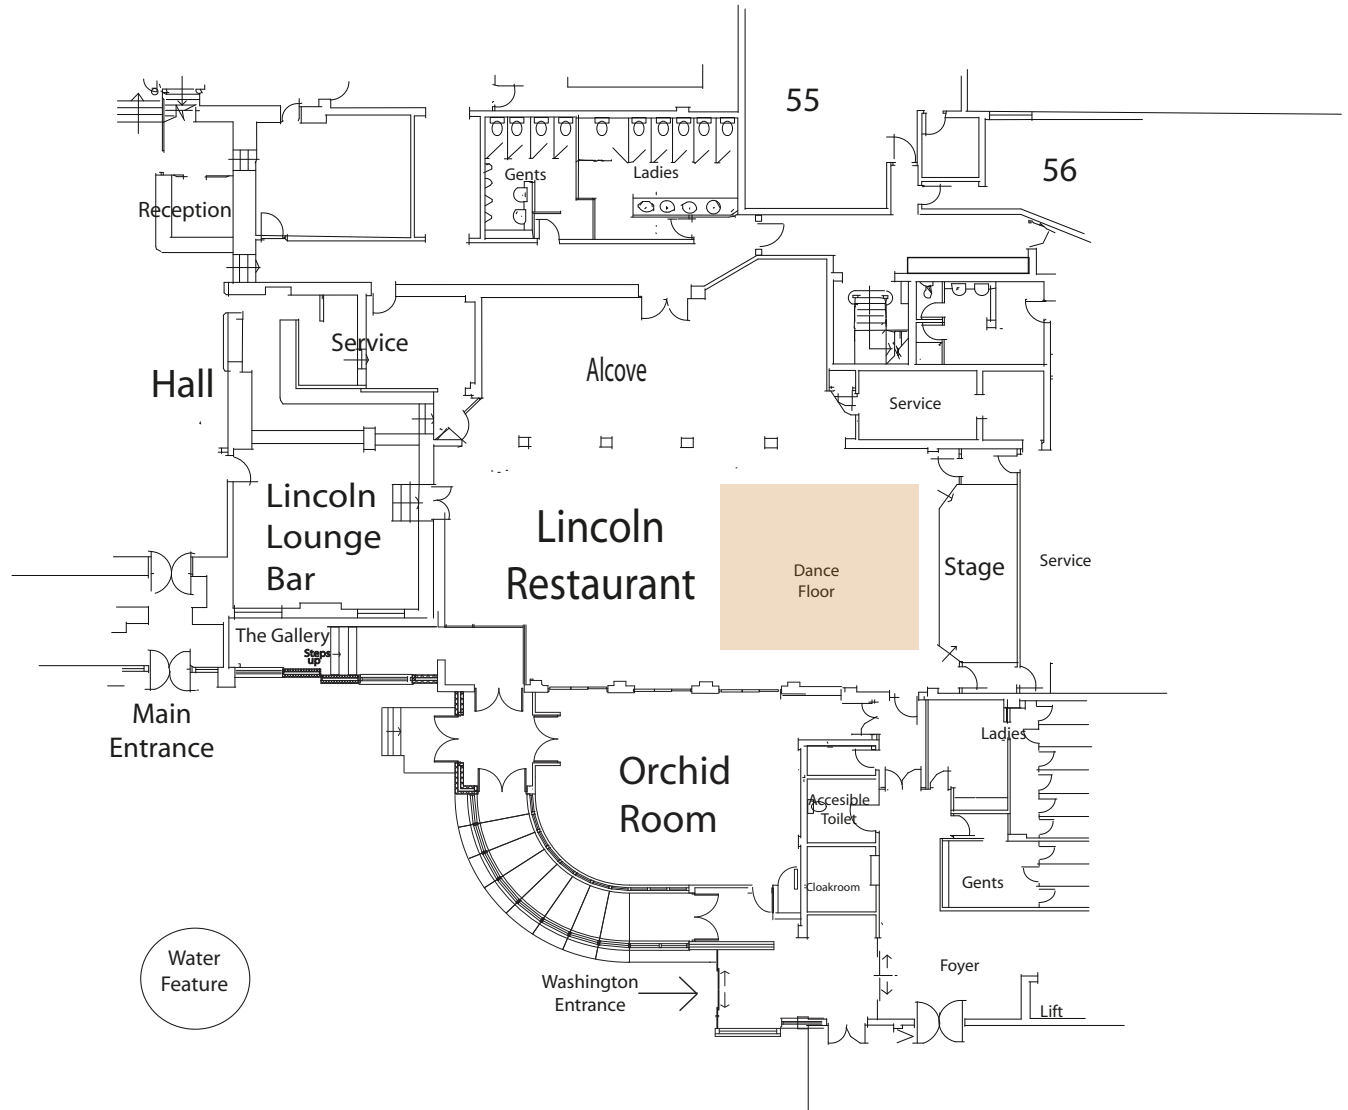 55
56
Gents
Ladies
Reception
Service
Hall
Alcove
Service
Lincoln
Lounge
Bar
Lincoln
Restaurant
Dance
Floor
Stage
Service
The Gallery
Steps
up
Main
Entrance
Ladies
Orchid
Room
Accesible
Toilet
Cloakroom
Gents
Water
Feature
Washington
Entrance
Foyer
Lift